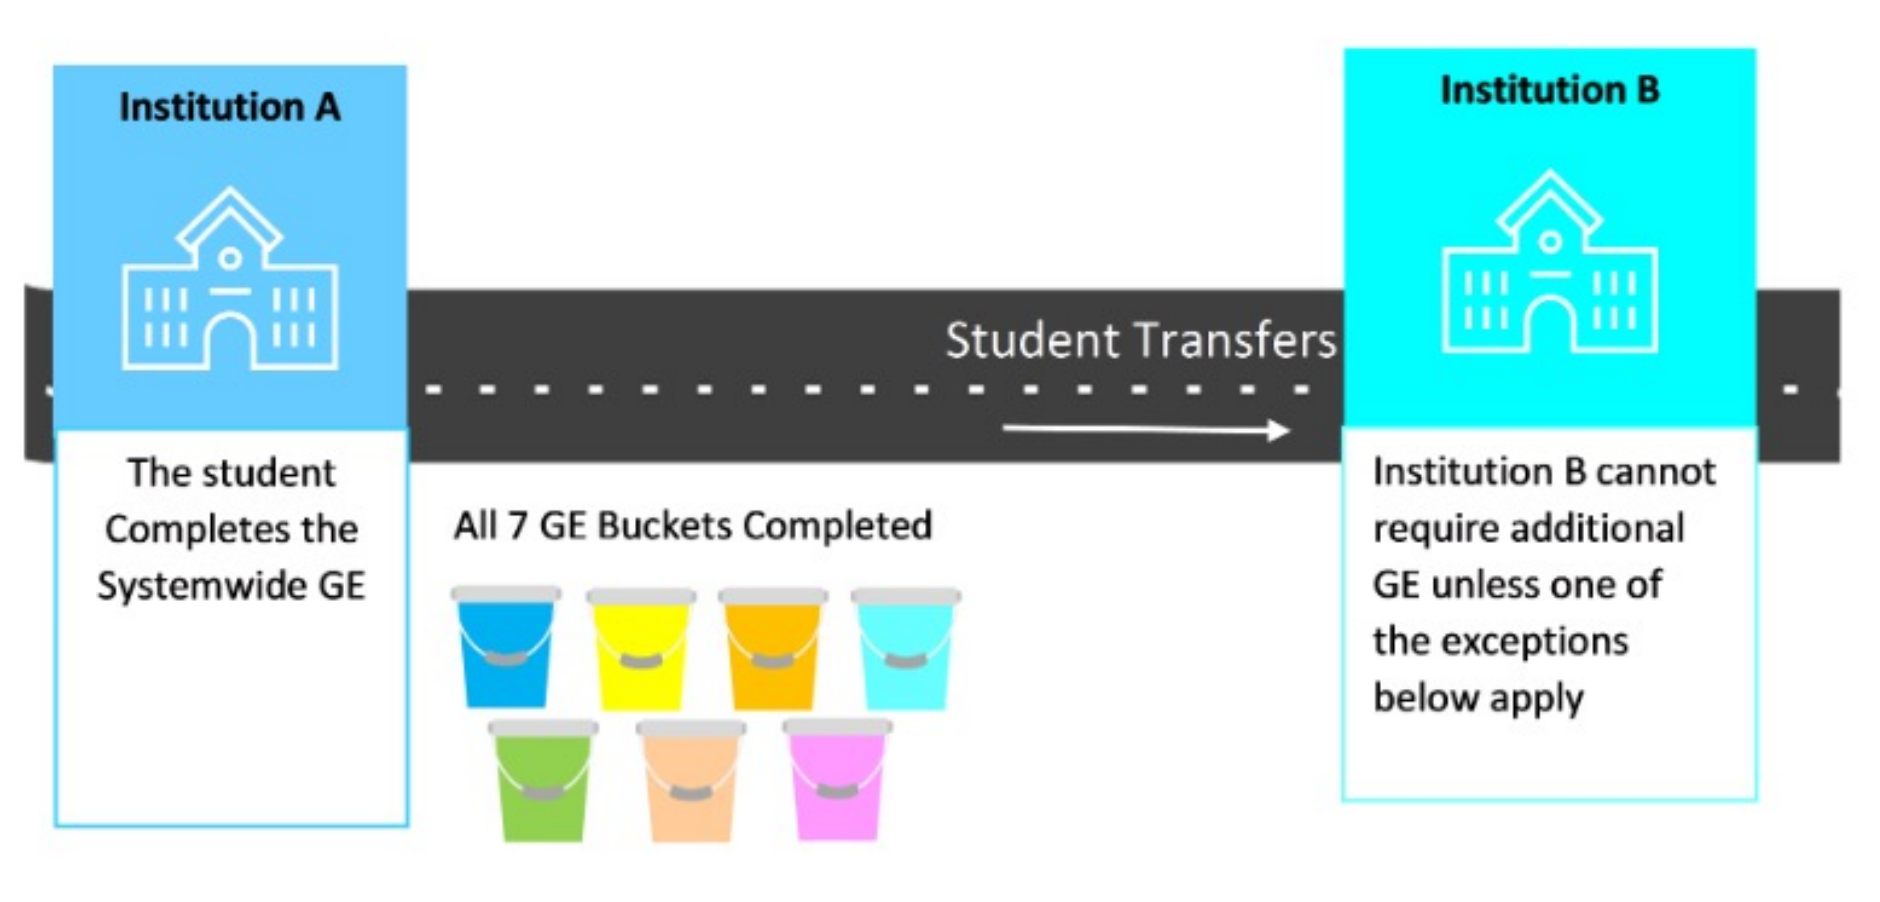 Institution A
The student
Completes the
Systemwide GE
Student Transfers
All 7 GE Buckets Completed
Institution B
Institution B cannot
require additional
GE unless one of
the exceptions
below apply